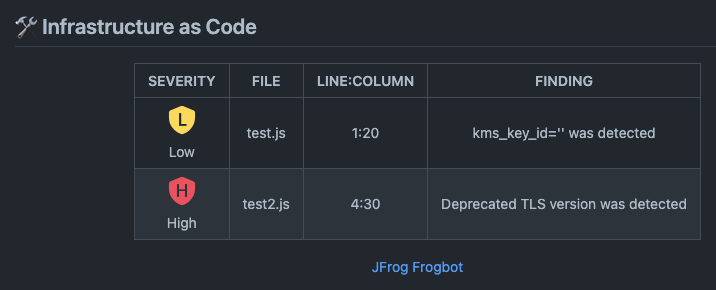 🛠️ Infrastructure as Code
SEVERITY FILE LINE:COLUMN FINDING
L
Low test.js 1:20 kms_key_id='' was detected
H
High test2.js 4:30 Deprecated TLS version was detected
JFrog Frogbot